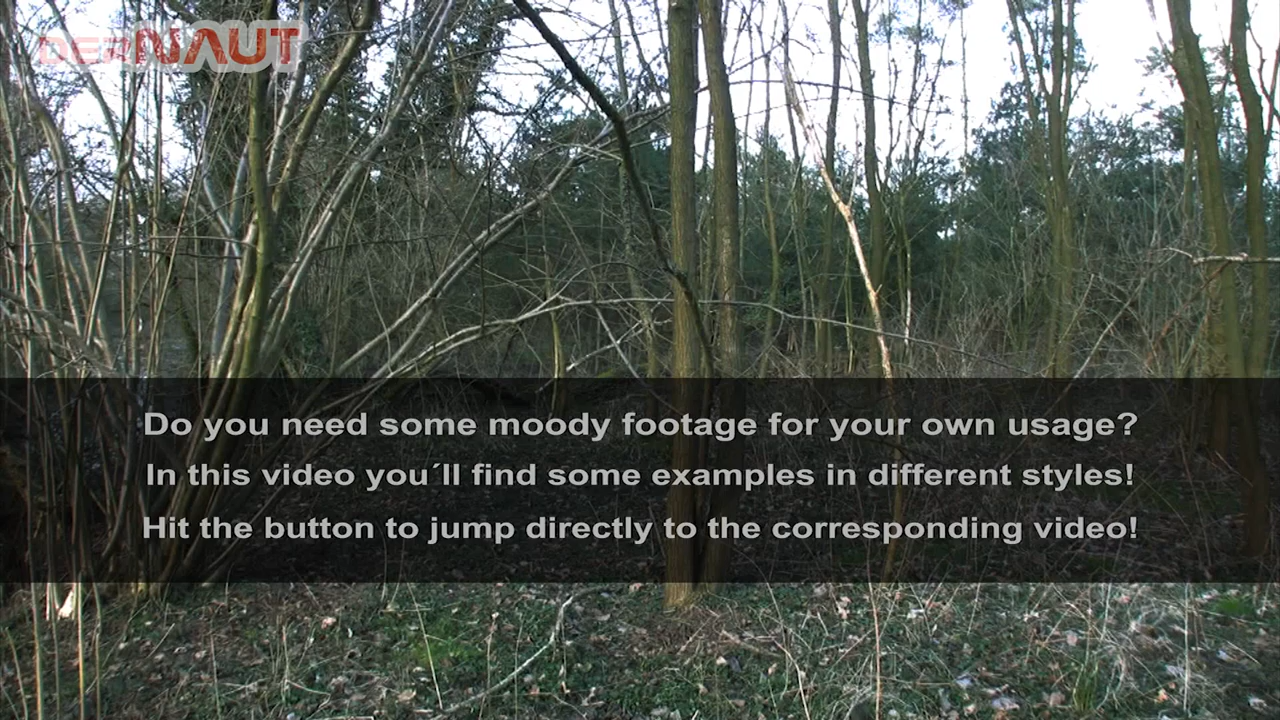 DERNAUT
Do you need some moody footage for your own usage?
In this video you´ll find some examples in different styles!
Hit the button to jump directly to the corresponding video!